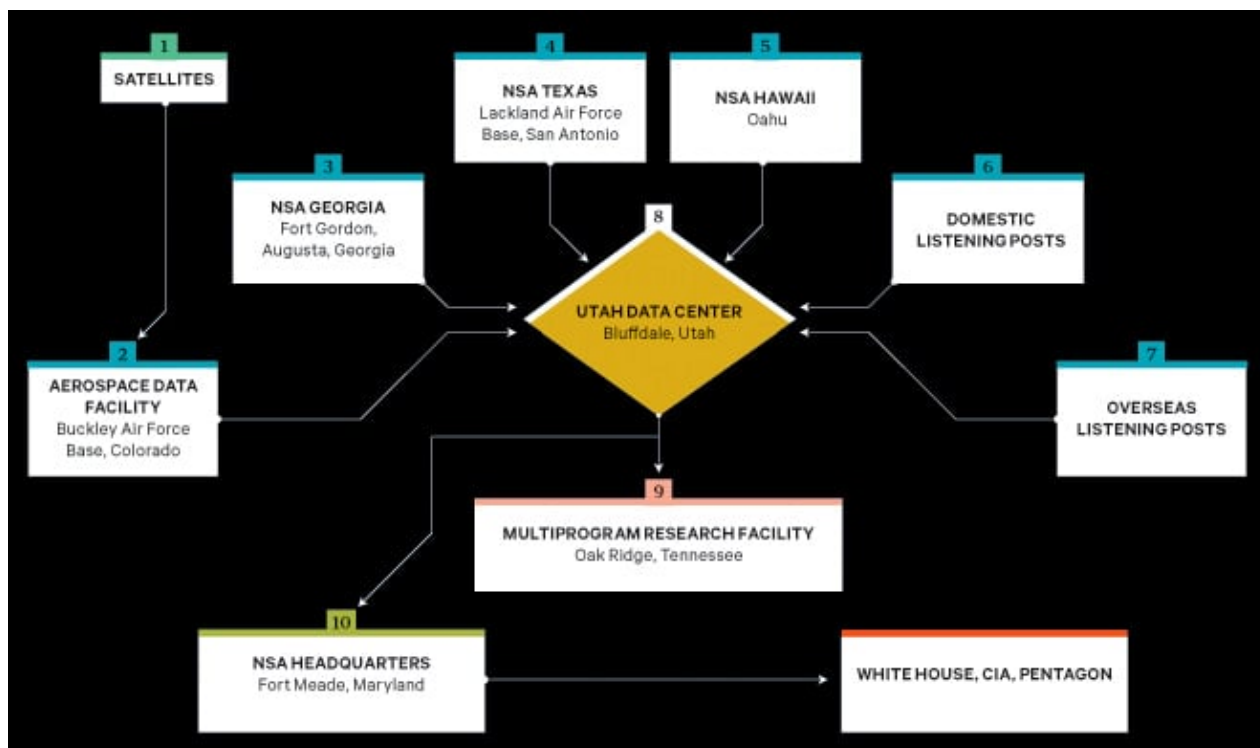 1
SATELLITES
4
NSA TEXAS
Lackland Air Force
Base, San Antonio
5
NSA HAWAII
Oahu
3
NSA GEORGIA
Fort Gordon,
Augusta, Georgia
6
DOMESTIC
LISTENING POSTS
8
UTAH DATA CENTER
Bluffdale, Utah
2
AEROSPACE DATA
FACILITY
Buckley Air Force
Base, Colorado
7
OVERSEAS
LISTENING POSTS
9
MULTIPROGRAM RESEARCH FACILITY
Oak Ridge, Tennessee
10
NSA HEADQUARTERS
Fort Meade, Maryland
WHITE HOUSE, CIA, PENTAGON